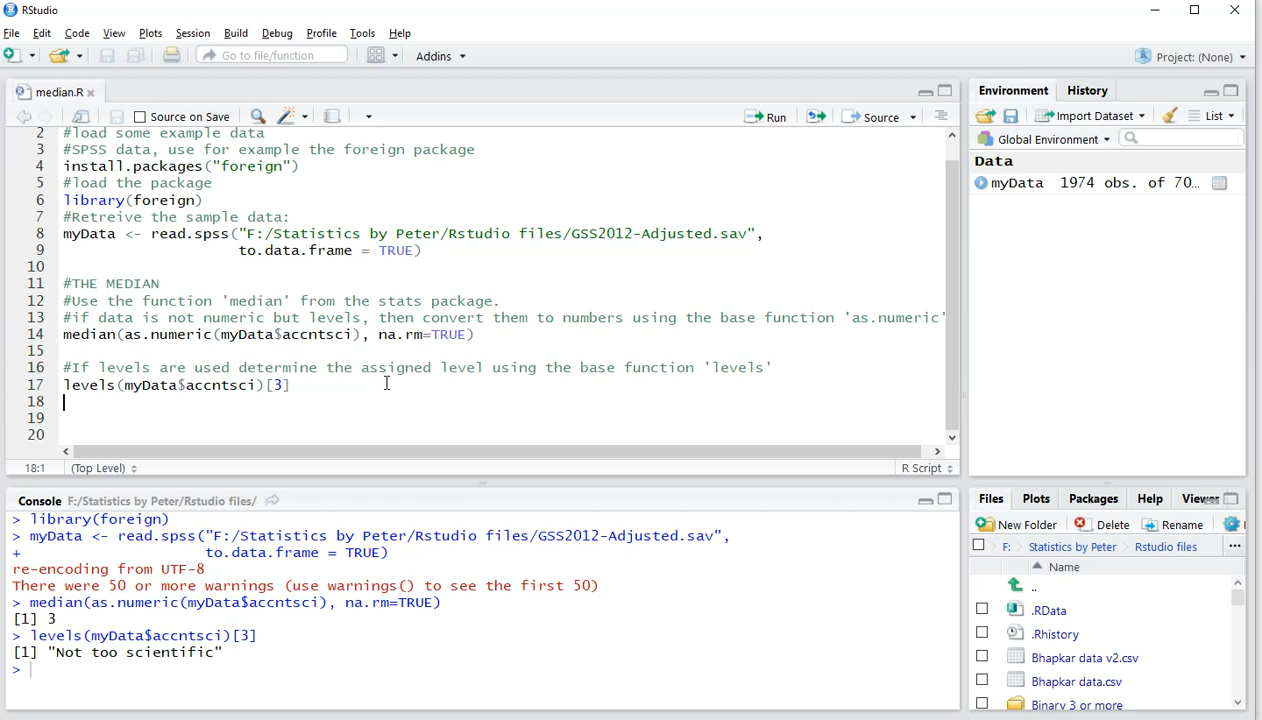 RStudio
File Edit Code View Plots Session Build Debug Profile Tools Help
Go to file/function Addins Project: (None)
median.R
Source on Save Run Source
2 #load some example data
3 #SPSS data, use for example the foreign package
4 install.packages("foreign")
5 #load the package
6 library(foreign)
7 #Retreive the sample data:
8 myData <- read.spss("F:/Statistics by Peter/Rstudio files/GSS2012-Adjusted.sav",
9 to.data.frame = TRUE)
10
11 #THE MEDIAN
12 #Use the function 'median' from the stats package.
13 #if data is not numeric but levels, then convert them to numbers using the base function 'as.numeric'
14 median(as.numeric(myData$accntsci), na.rm=TRUE)
15
16 #If levels are used determine the assigned level using the base function 'levels'
17 levels(myData$accntsci)[3]
18
19
20
18:1 (Top Level) R Script
Console F:/Statistics by Peter/Rstudio files/
> library(foreign)
> myData <- read.spss("F:/Statistics by Peter/Rstudio files/GSS2012-Adjusted.sav",
+ to.data.frame = TRUE)
re-encoding from UTF-8
There were 50 or more warnings (use warnings() to see the first 50)
> median(as.numeric(myData$accntsci), na.rm=TRUE)
[1] 3
> levels(myData$accntsci)[3]
[1] "Not too scientific"
>
Environment History
Import Dataset List
Global Environment
Data
myData 1974 obs. of 70...
Files Plots Packages Help Viewer
New Folder Delete Rename
F: Statistics by Peter Rstudio files ...
Name
..
.RData
.Rhistory
Bhapkar data v2.csv
Bhapkar data.csv
Binary 3 or more